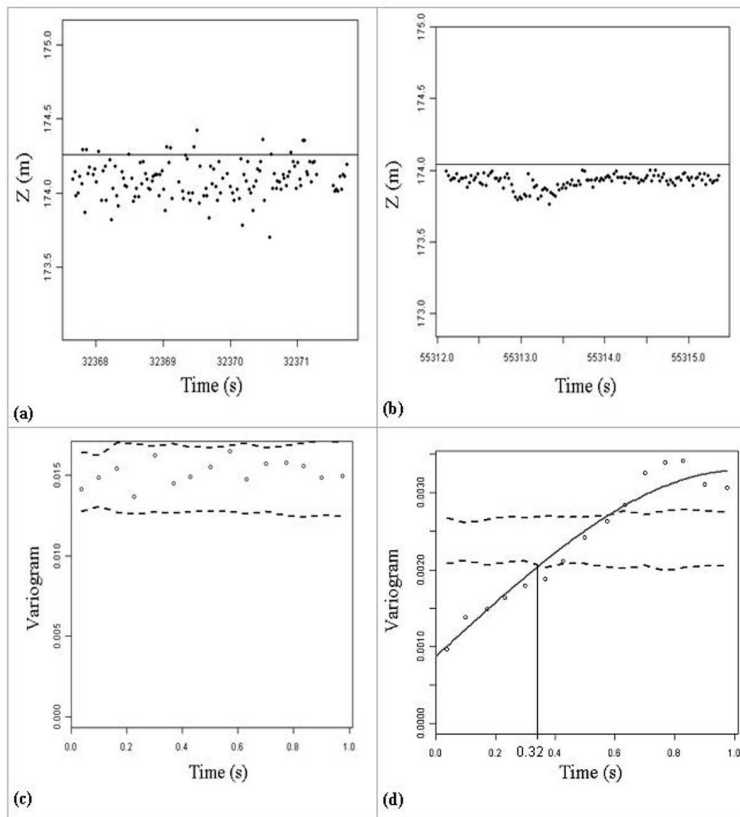 175.0
174.5
174.0
173.5
Z (m)
32368 32369 32370 32371
Time (s)
(a)
175.0
174.5
174.0
173.5
173.0
Z (m)
55312.0 55313.0 55314.0 55315.0
Time (s)
(b)
0.015
0.010
0.005
0.000
Variogram
0.0 0.2 0.4 0.6 0.8 1.0
Time (s)
(c)
0.0030
0.0020
0.0010
0.0000
Variogram
0.0 0.2 0.32 0.4 0.6 0.8 1.0
Time (s)
(d)